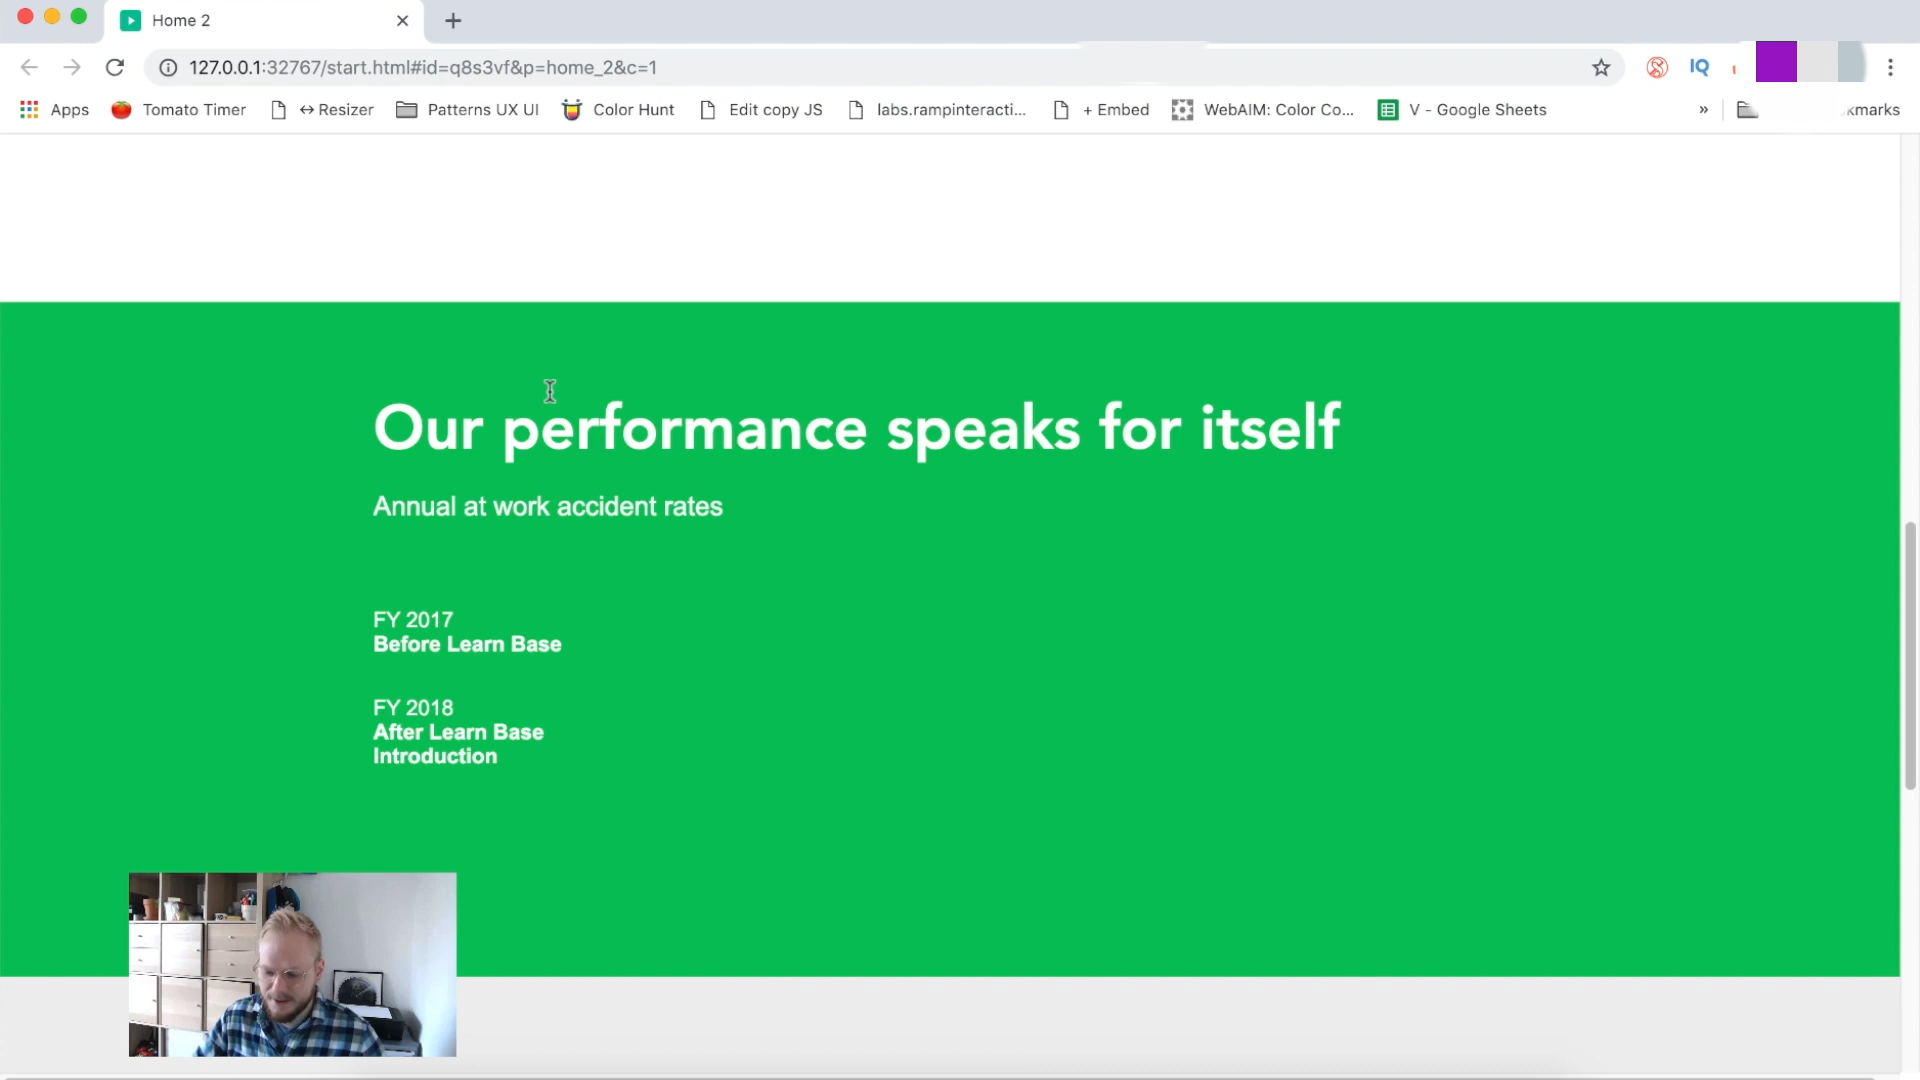 Home 2
127.0.0.1:32767/start.html#id=q8s3vf&p=home_2&c=1
IQ
Apps
Tomato Timer
↔Resizer
Patterns UX UI
Color Hunt
Edit copy JS
labs.rampinteracti...
+ Embed
WebAIM: Color Co...
V - Google Sheets
»
kmarks
Our performance speaks for itself
Annual at work accident rates
FY 2017
Before Learn Base
FY 2018
After Learn Base
Introduction